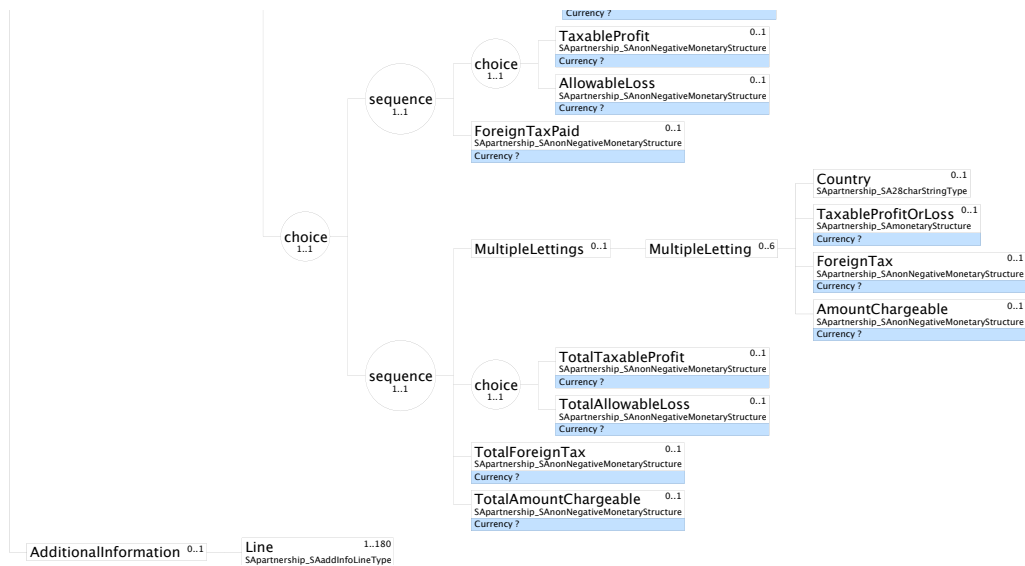 Currency ?
TaxableProfit 0..1
SApartnership_SAnonNegativeMonetaryStructure
Currency ?
choice
1..1
AllowableLoss 0..1
SApartnership_SAnonNegativeMonetaryStructure
Currency ?
sequence
1..1
ForeignTaxPaid 0..1
SApartnership_SAnonNegativeMonetaryStructure
Currency ?
choice
1..1
MultipleLettings 0..1
MultipleLetting 0..6
Country 0..1
SApartnership_SA28charStringType
TaxableProfitOrLoss 0..1
SApartnership_SAmonetaryStructure
Currency ?
ForeignTax 0..1
SApartnership_SAnonNegativeMonetaryStructure
Currency ?
AmountChargeable 0..1
SApartnership_SAnonNegativeMonetaryStructure
Currency ?
sequence
1..1
choice
1..1
TotalTaxableProfit 0..1
SApartnership_SAnonNegativeMonetaryStructure
Currency ?
TotalAllowableLoss 0..1
SApartnership_SAnonNegativeMonetaryStructure
Currency ?
TotalForeignTax 0..1
SApartnership_SAnonNegativeMonetaryStructure
Currency ?
TotalAmountChargeable 0..1
SApartnership_SAnonNegativeMonetaryStructure
Currency ?
AdditionalInformation 0..1
Line 1..180
SApartnership_SAaddInfoLineType